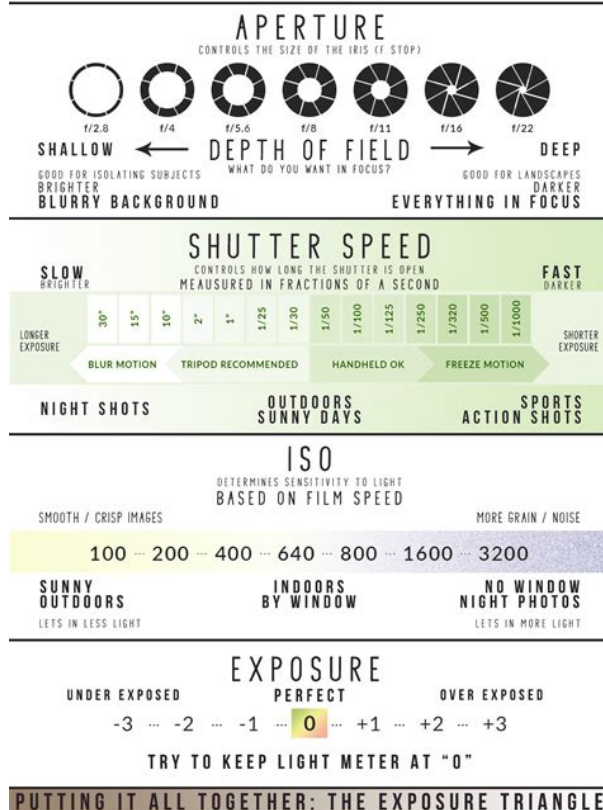 APERTURE
CONTROLS THE SIZE OF THE IRIS (F STOP)
f/2.8 f/4 f/5.6 f/8 f/11 f/16 f/22
SHALLOW DEPTH OF FIELD DEEP
WHAT DO YOU WANT IN FOCUS?
GOOD FOR ISOLATING SUBJECTS GOOD FOR LANDSCAPES
BRIGHTER DARKER
BLURRY BACKGROUND EVERYTHING IN FOCUS
SHUTTER SPEED
CONTROLS HOW LONG THE SHUTTER IS OPEN
SLOW FAST
BRIGHTER MEAUSURED IN FRACTIONS OF A SECOND DARKER
30" 15" 10" 2" 1" 1/25 1/30 1/50 1/100 1/125 1/250 1/320 1/500 1/1000
LONGER SHORTER
EXPOSURE EXPOSURE
BLUR MOTION TRIPOD RECOMMENDED HANDHELD OK FREEZE MOTION
NIGHT SHOTS OUTDOORS SPORTS
SUNNY DAYS ACTION SHOTS
ISO
DETERMINES SENSITIVITY TO LIGHT
BASED ON FILM SPEED
SMOOTH / CRISP IMAGES MORE GRAIN / NOISE
100 ... 200 ... 400 ... 640 ... 800 ... 1600 ... 3200
SUNNY INDOORS NO WINDOW
OUTDOORS BY WINDOW NIGHT PHOTOS
LETS IN LESS LIGHT LETS IN MORE LIGHT
EXPOSURE
UNDER EXPOSED PERFECT OVER EXPOSED
-3 ... -2 ... -1 ... 0 ... +1 ... +2 ... +3
TRY TO KEEP LIGHT METER AT "0"
PUTTING IT ALL TOGETHER: THE EXPOSURE TRIANGLE